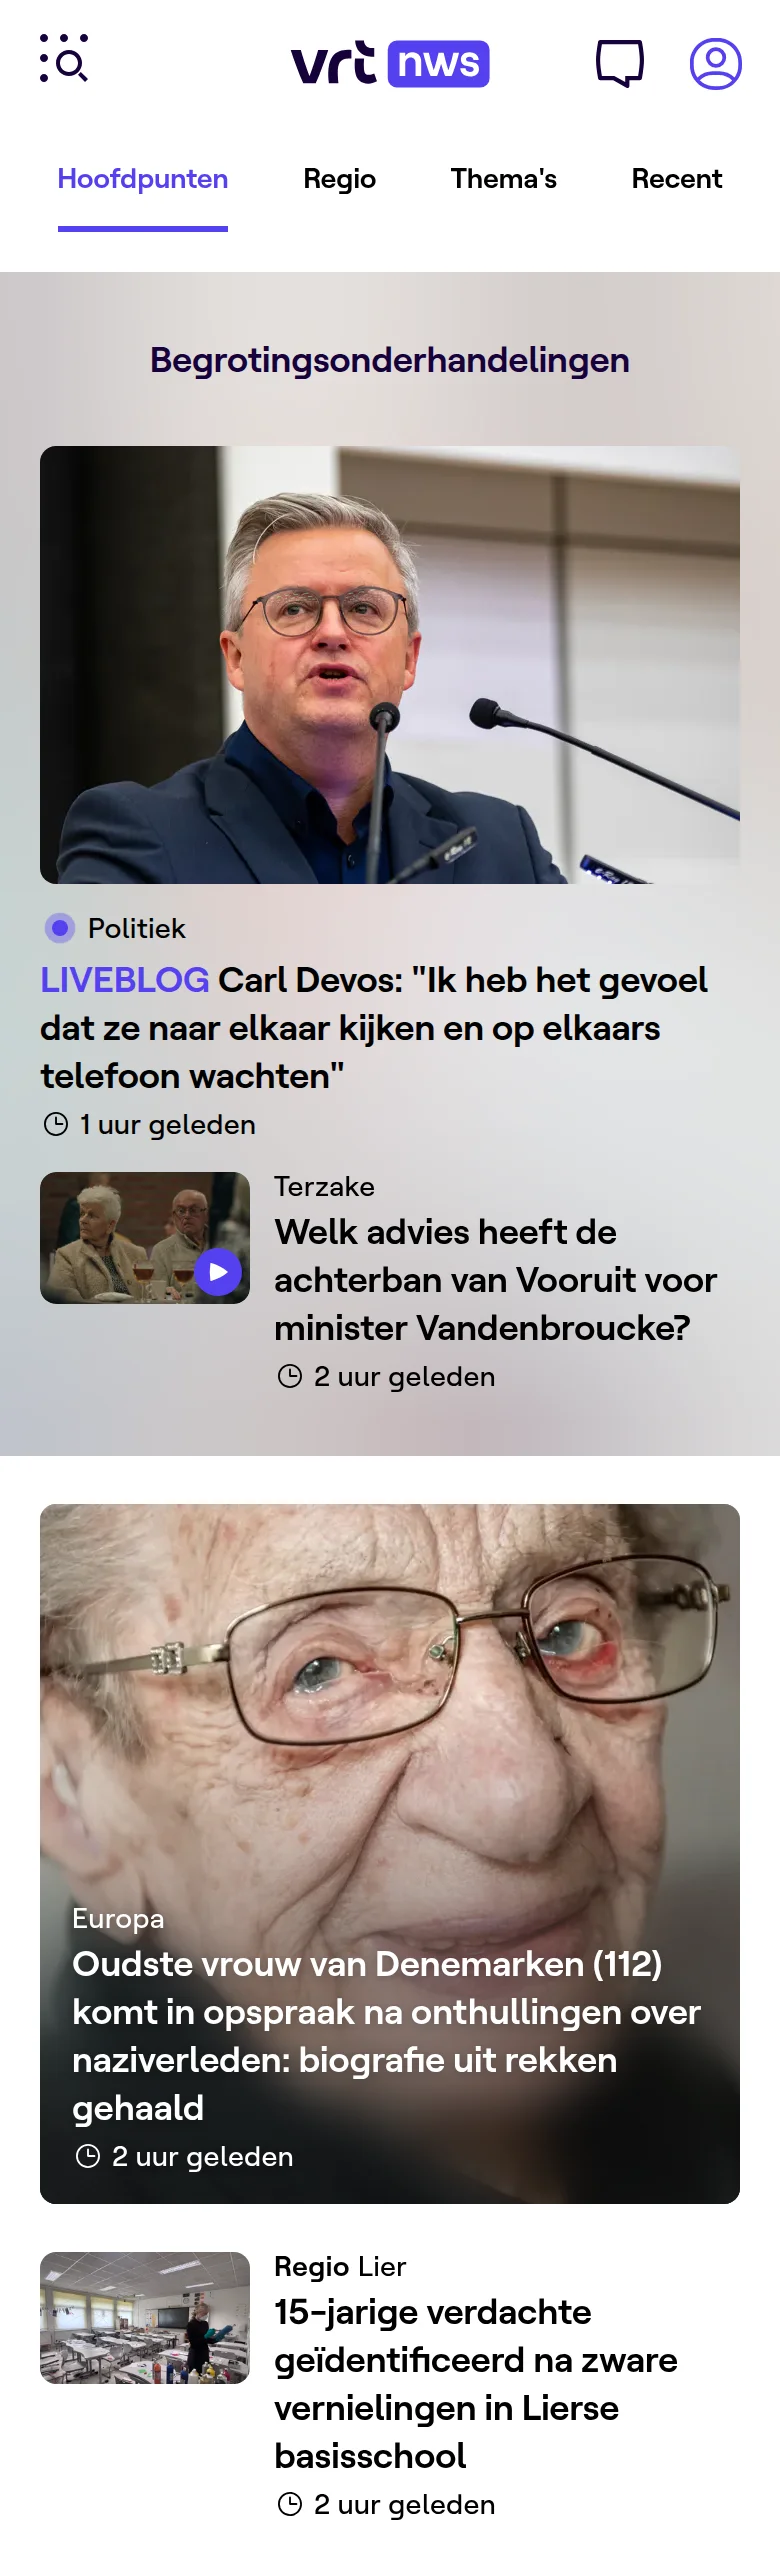 vrt nws
Hoofdpunten Regio Thema's Recent
Begrotingsonderhandelingen
Politiek
LIVEBLOG Carl Devos: "Ik heb het gevoel
dat ze naar elkaar kijken en op elkaars
telefoon wachten"
1 uur geleden
Terzake
Welk advies heeft de
achterban van Vooruit voor
minister Vandenbroucke?
2 uur geleden
Europa
Oudste vrouw van Denemarken (112)
komt in opspraak na onthullingen over
naziverleden: biografie uit rekken
gehaald
2 uur geleden
Regio Lier
15-jarige verdachte
geïdentificeerd na zware
vernielingen in Lierse
basisschool
2 uur geleden